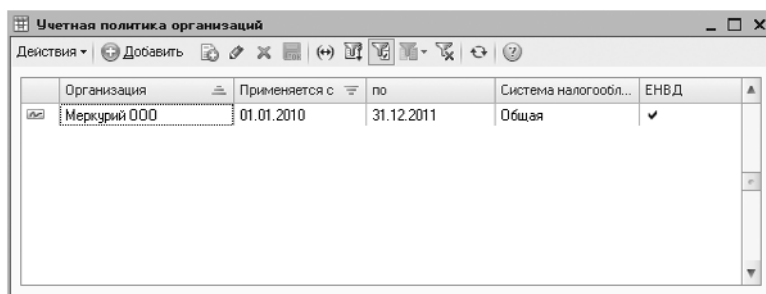 Учетная политика организаций
Действия Добавить
Организация Применяется с по Система налогообл... ЕНВД
Меркурий ООО 01.01.2010 31.12.2011 Общая